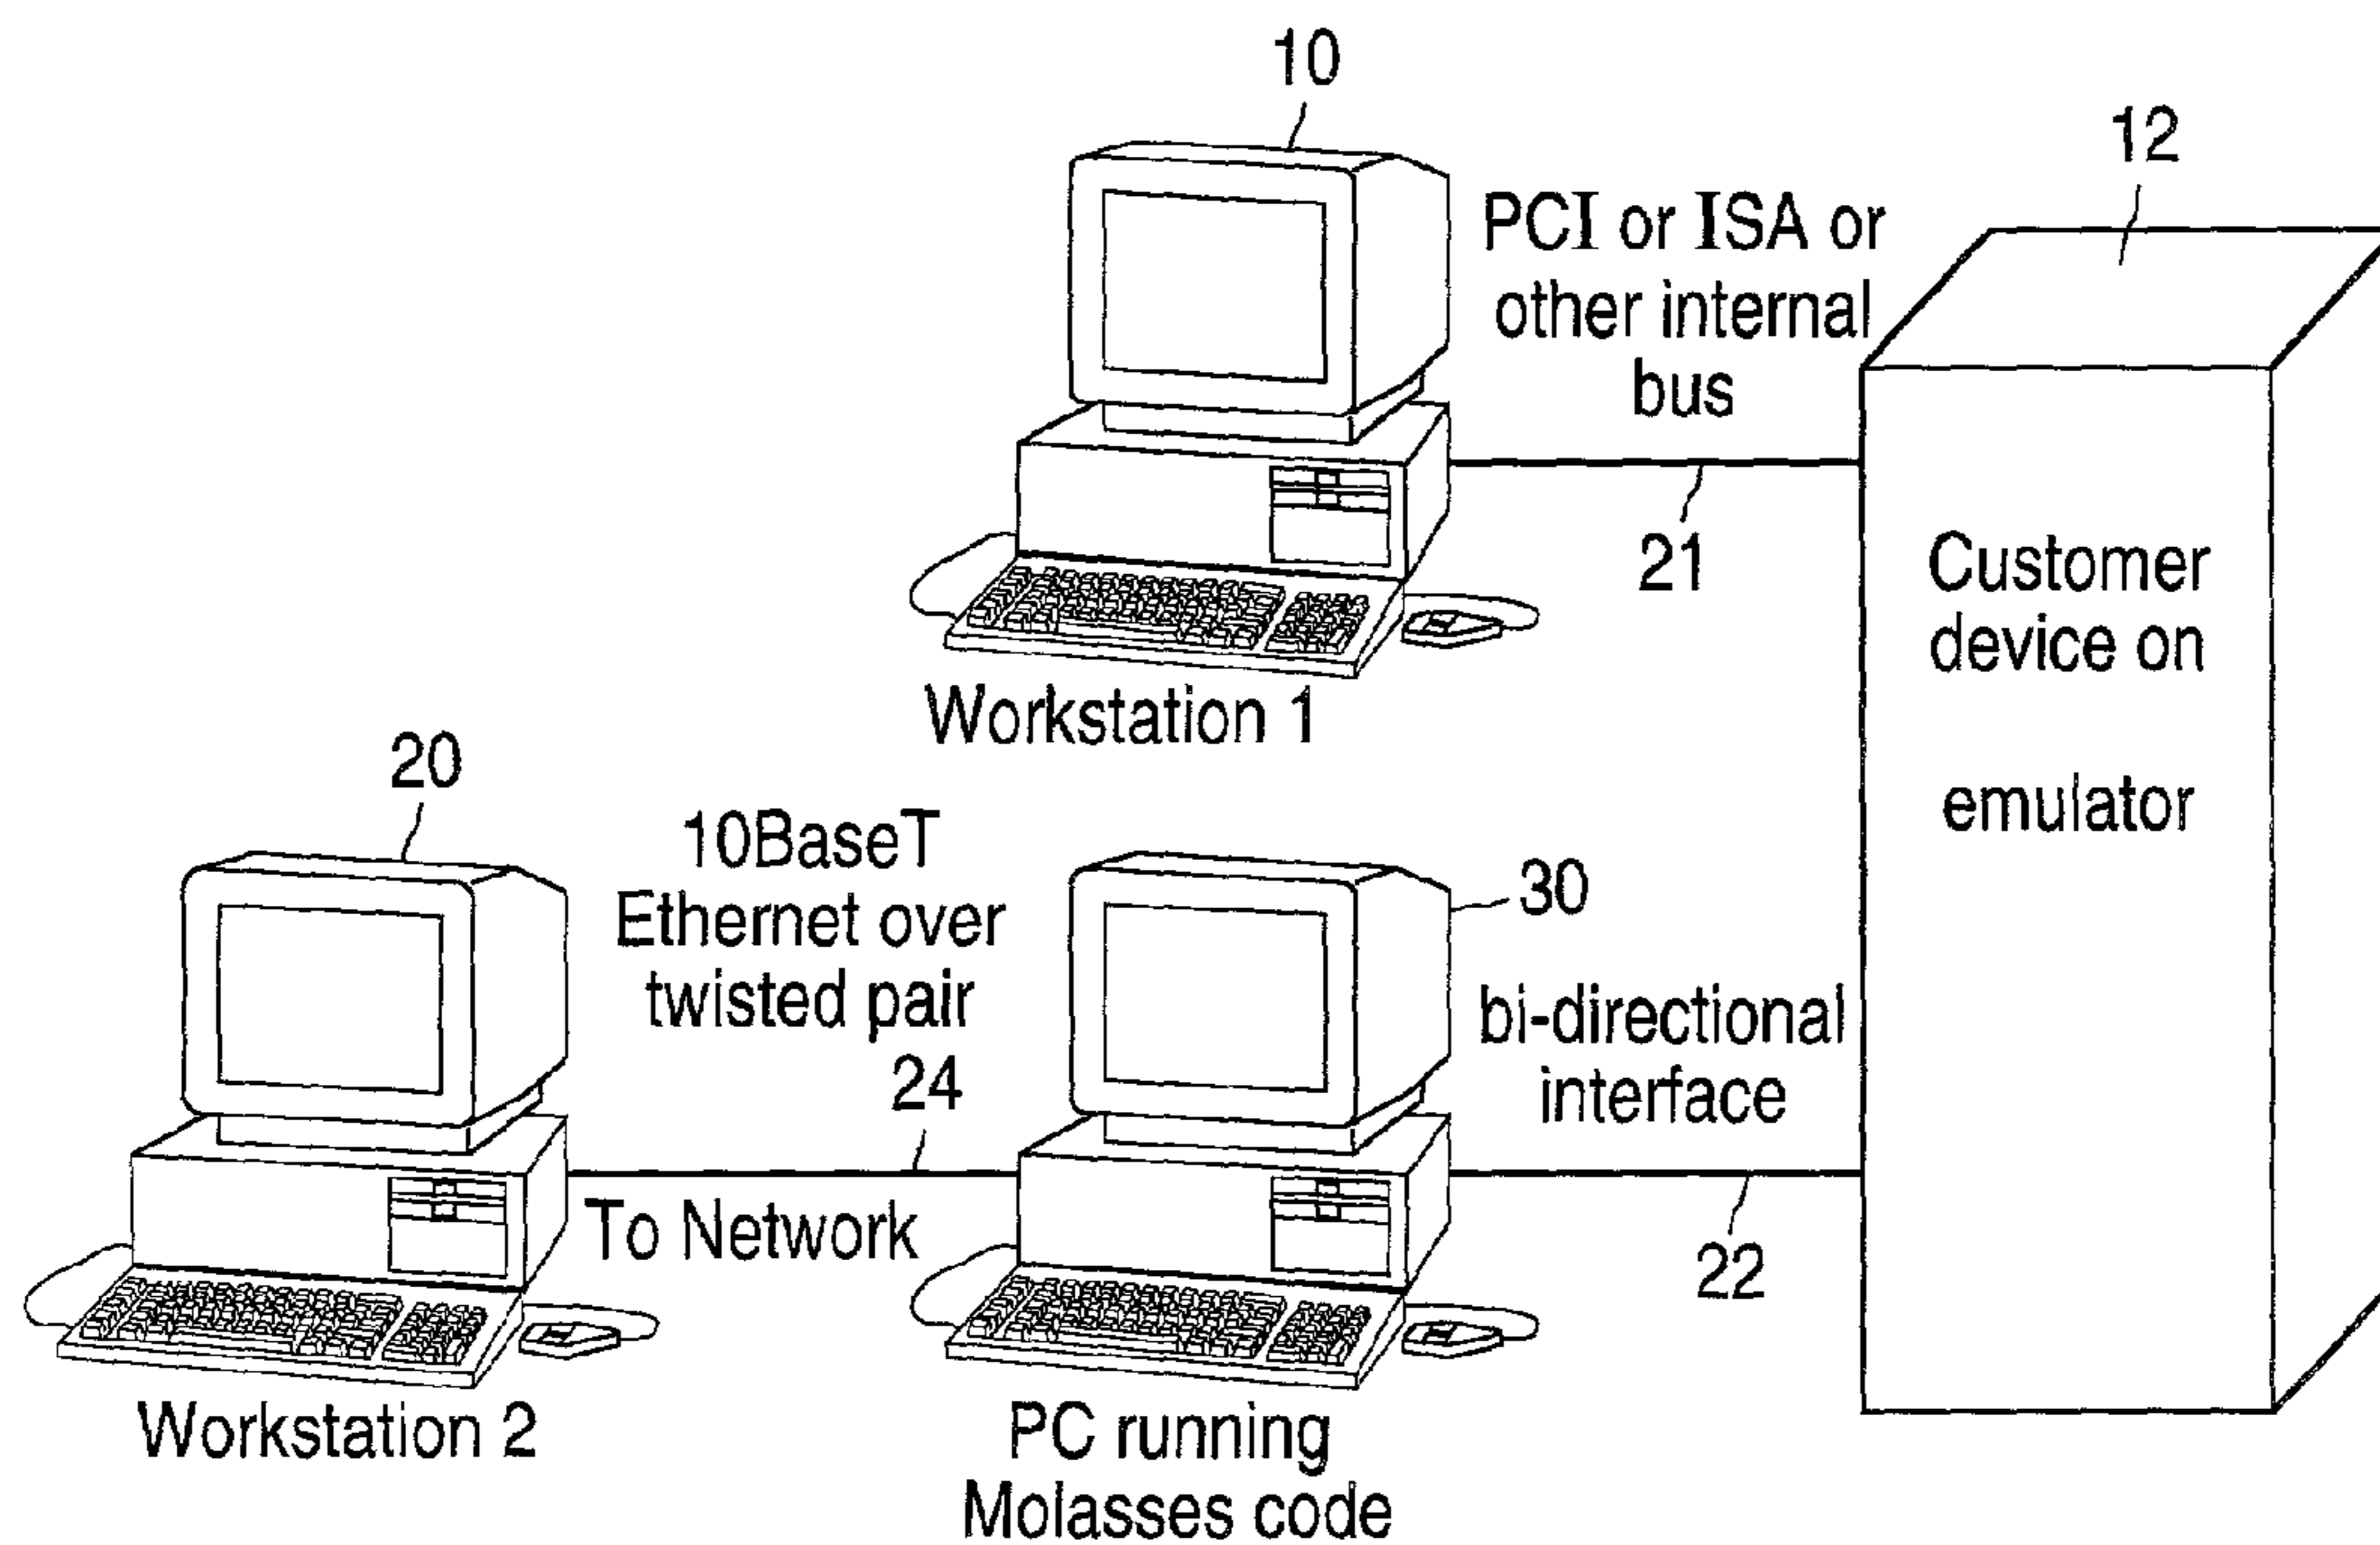 10
12
PCI or ISA or
other internal
bus
21
Customer
device on
emulator
Workstation 1
20
10BaseT
Ethernet over
twisted pair
24
30
bi-directional
interface
To Network
22
Workstation 2
PC running
Molasses code